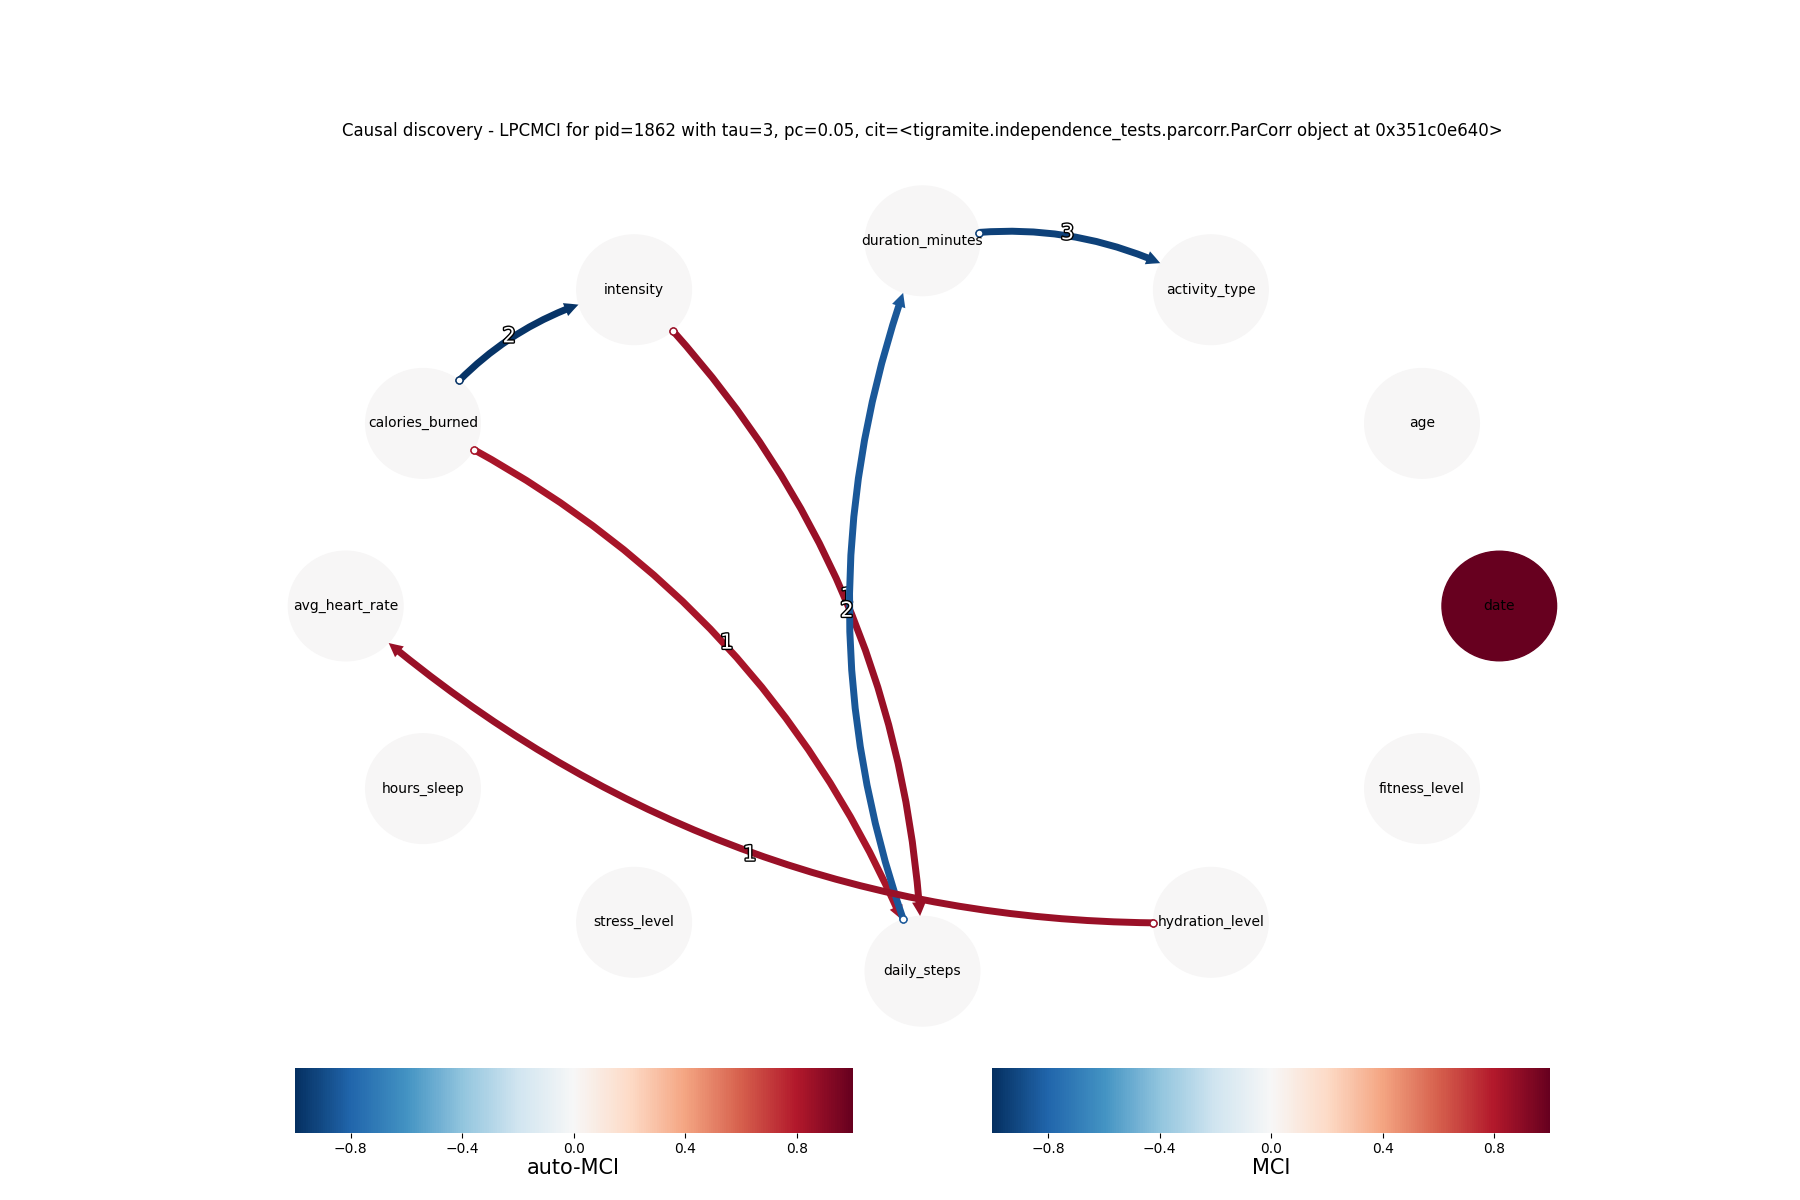 Causal discovery - LPCMCI for pid=1862 with tau=3, pc=0.05, cit=<tigramite.independence_tests.parcorr.ParCorr object at 0x351c0e640>
duration_minutes
3
intensity
activity_type
2
calories_burned
age
avg_heart_rate
2
date
1
hours_sleep
fitness_level
1
stress_level
hydration_level
daily_steps
−0.8 −0.4 0.0 0.4 0.8
auto-MCI
−0.8 −0.4 0.0 0.4 0.8
MCI